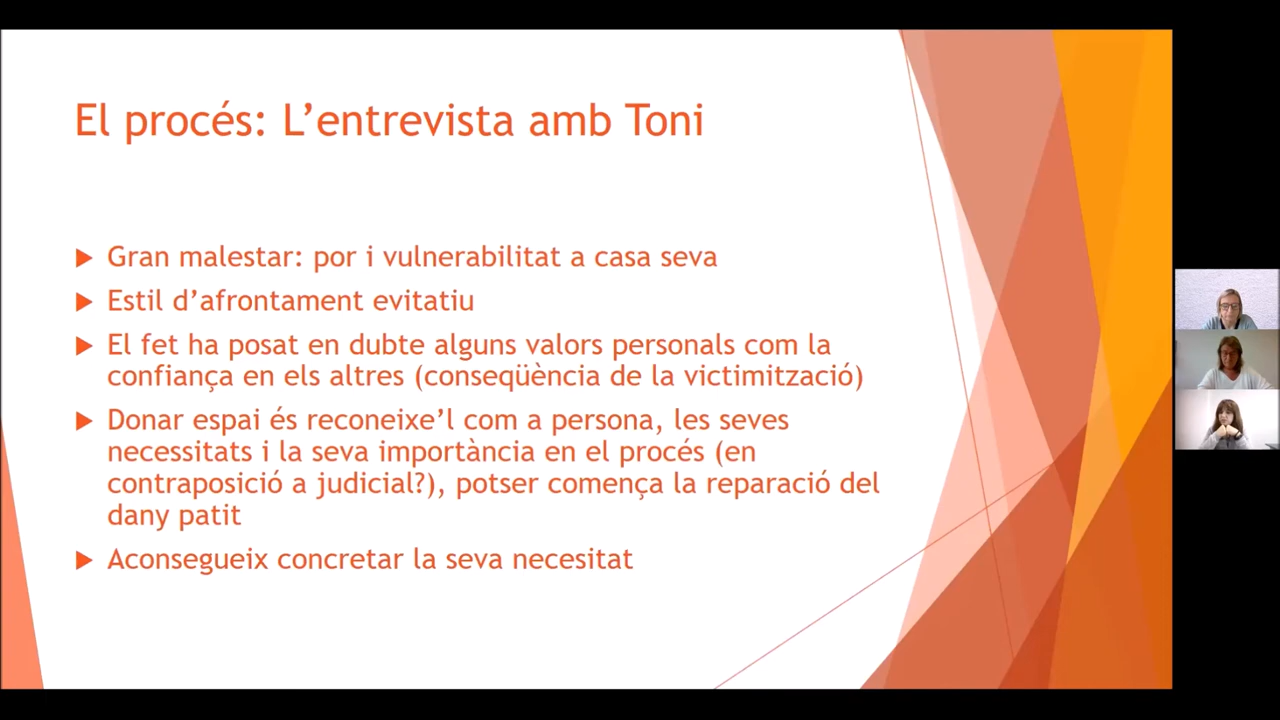 El procés: L’entrevista amb Toni
Gran malestar: por i vulnerabilitat a casa seva
Estil d’afrontament evitatiu
El fet ha posat en dubte alguns valors personals com la
confiança en els altres (conseqüència de la victimització)
Donar espai és reconeixe’l com a persona, les seves
necessitats i la seva importància en el procés (en
contraposició a judicial?), potser comença la reparació del
dany patit
Aconsegueix concretar la seva necesitat